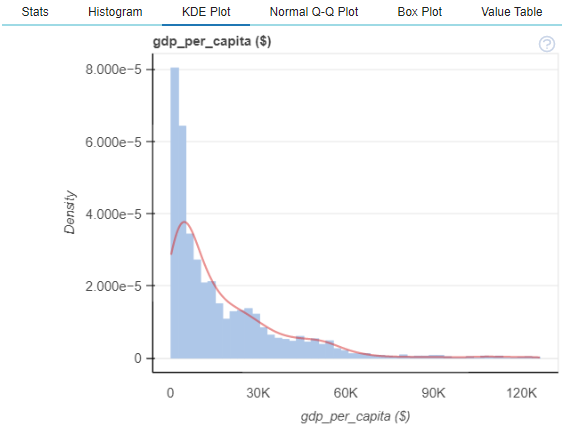 Stats Histogram KDE Plot Normal Q-Q Plot Box Plot Value Table
gdp_per_capita ($)
?
8.000e−5
6.000e−5
4.000e−5
2.000e−5
0
Density
0 30K 60K 90K 120K
gdp_per_capita ($)